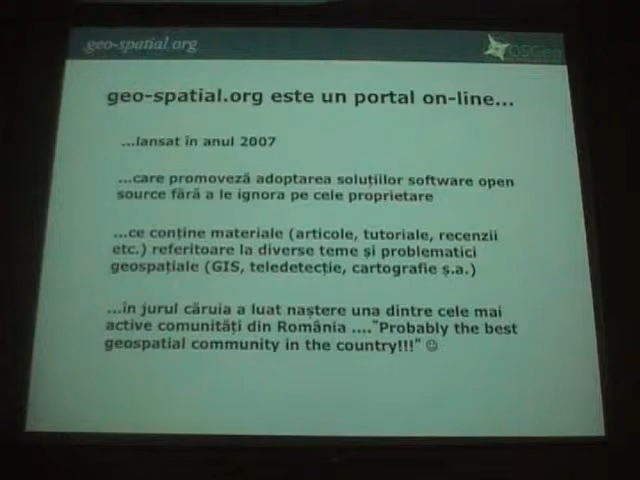 geo-spatial.org
OSGeo
geo-spatial.org este un portal on-line...
...lansat în anul 2007
...care promovează adoptarea soluțiilor software open
source fără a le ignora pe cele proprietare
...ce conține materiale (articole, tutoriale, recenzii
etc.) referitoare la diverse teme și problematici
geospațiale (GIS, teledetecție, cartografie ș.a.)
...în jurul căruia a luat naștere una dintre cele mai
active comunități din România ...."Probably the best
geospatial community in the country!!!" ☺